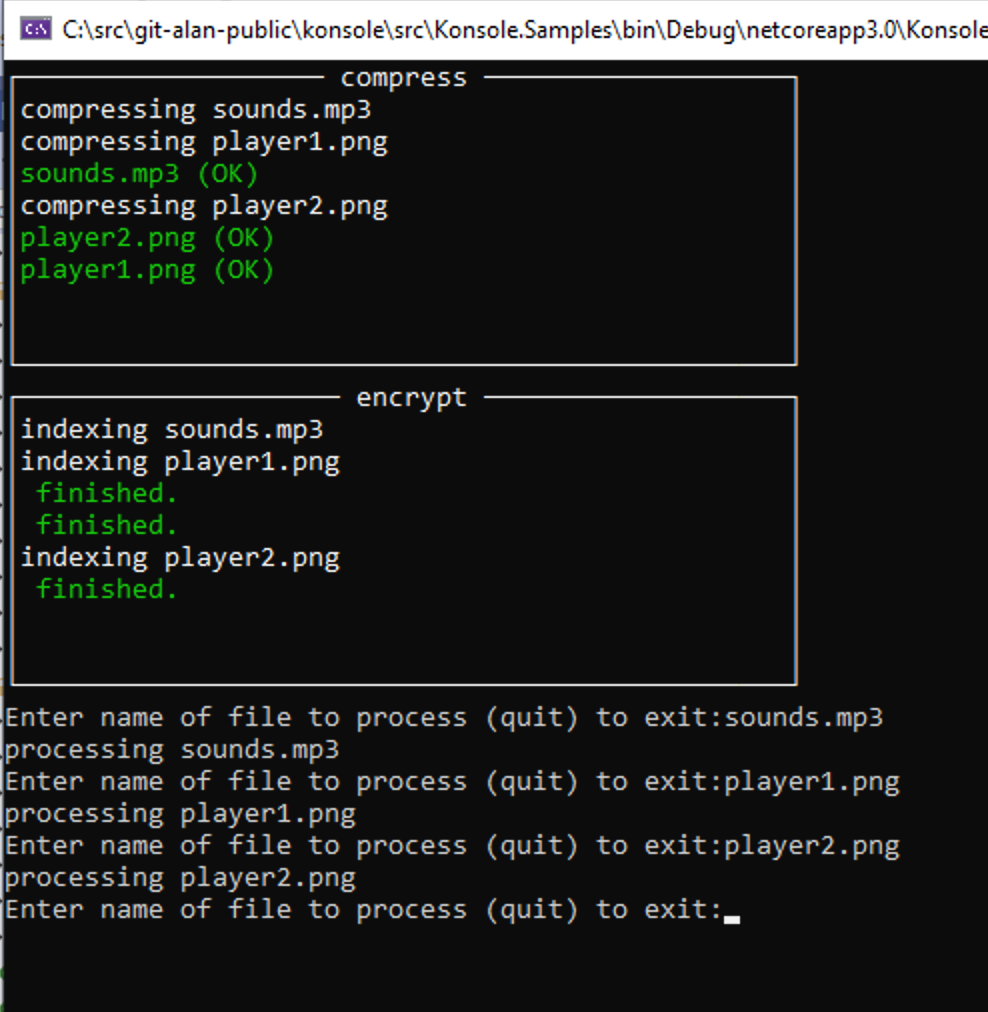 C:\src\git-alan-public\konsole\src\Konsole.Samples\bin\Debug\netcoreapp3.0\Konsole
compress
compressing sounds.mp3
compressing player1.png
sounds.mp3 (OK)
compressing player2.png
player2.png (OK)
player1.png (OK)
encrypt
indexing sounds.mp3
indexing player1.png
finished.
finished.
indexing player2.png
finished.
Enter name of file to process (quit) to exit:sounds.mp3
processing sounds.mp3
Enter name of file to process (quit) to exit:player1.png
processing player1.png
Enter name of file to process (quit) to exit:player2.png
processing player2.png
Enter name of file to process (quit) to exit: